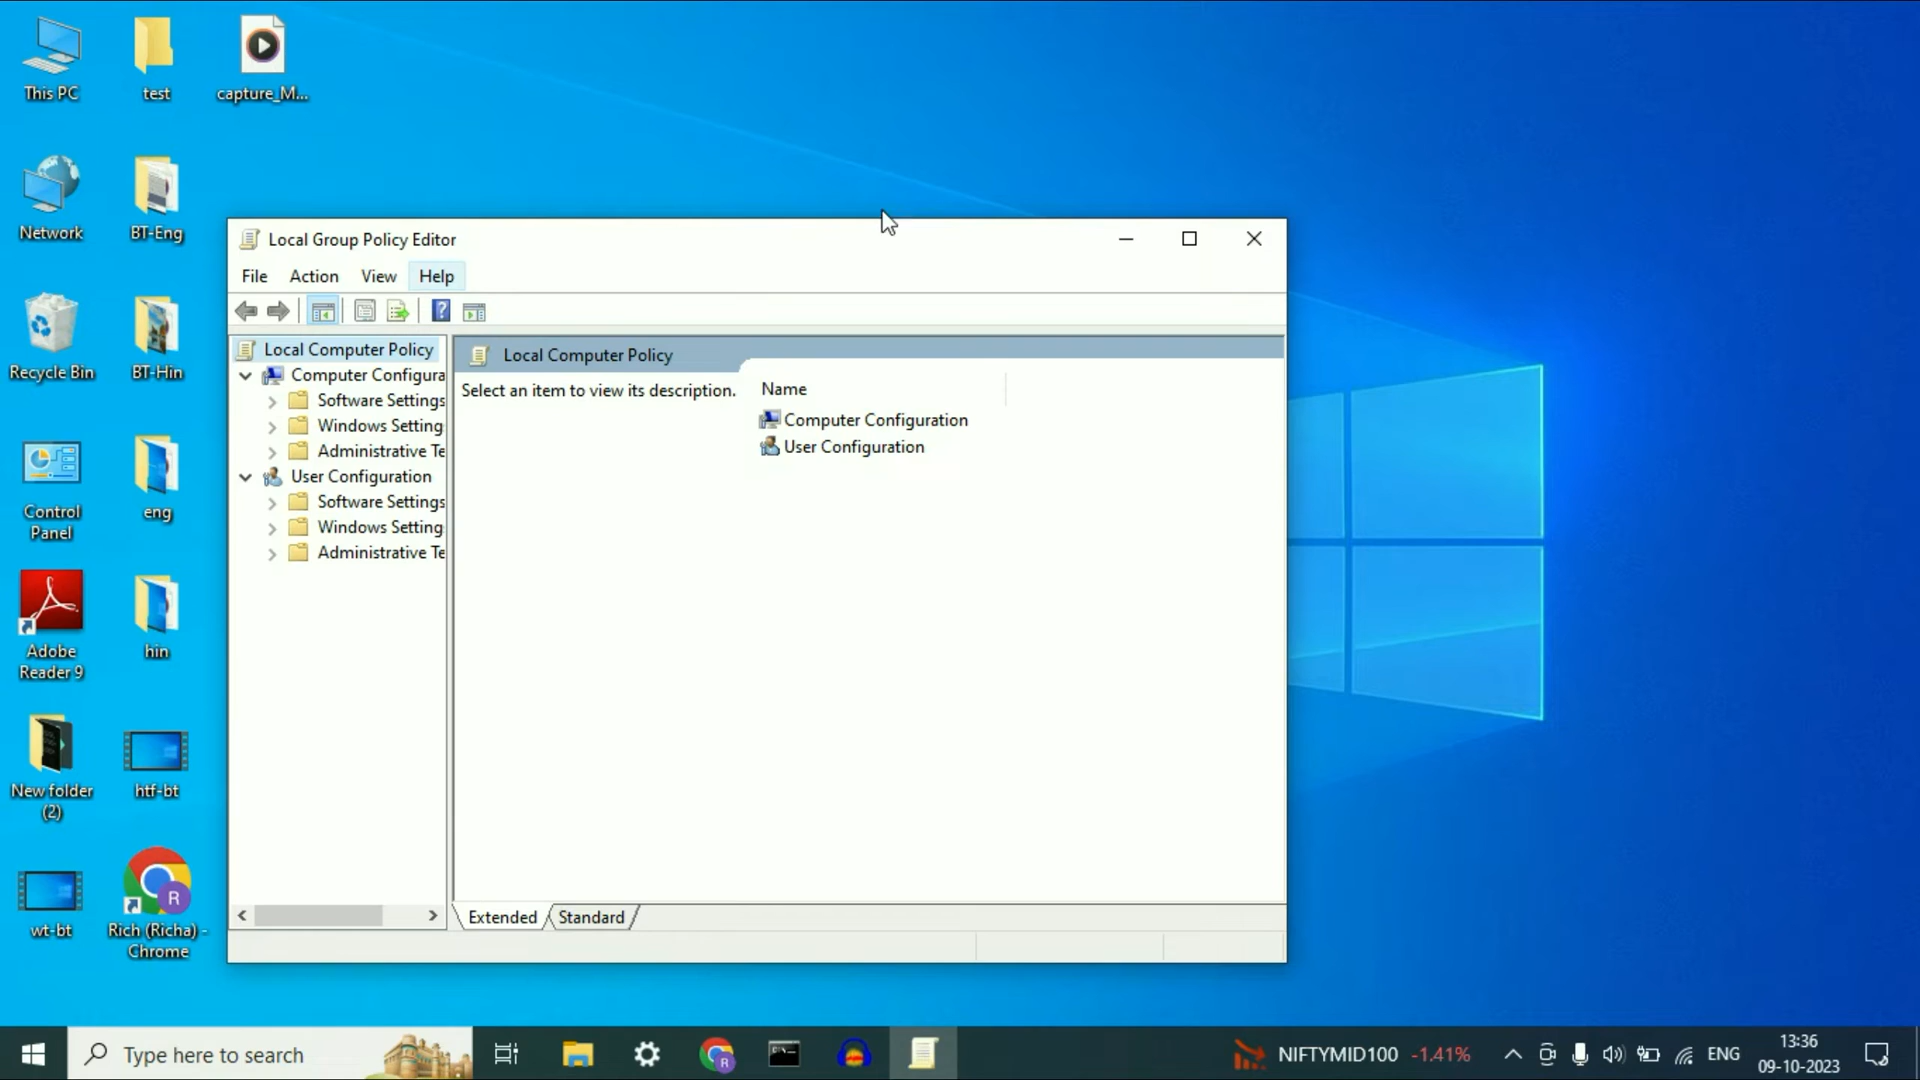 This PC
test
capture_M...
Network
BT-Eng
Recycle Bin
BT-Hin
Control
Panel
eng
Adobe
Reader 9
hin
New folder
(2)
htf-bt
wt-bt
Rich (Richa) -
Chrome
Local Group Policy Editor
File Action View Help
Local Computer Policy
Computer Configura
Software Settings
Windows Setting
Administrative Te
User Configuration
Software Settings
Windows Setting
Administrative Te
Local Computer Policy
Select an item to view its description.
Name
Computer Configuration
User Configuration
Extended Standard
Type here to search
R
NIFTYMID100 -1.41%
ENG
13:36
09-10-2023